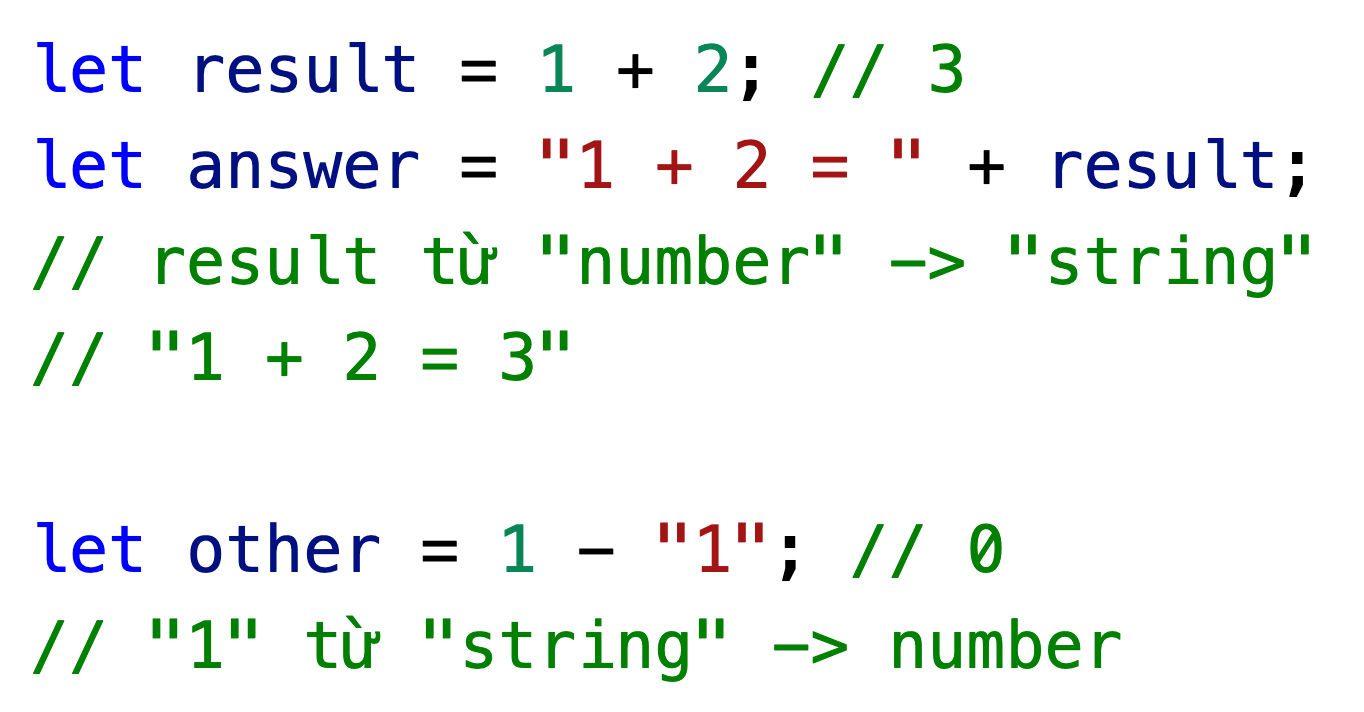 let result = 1 + 2; // 3
let answer = "1 + 2 = " + result;
// result từ "number" -> "string"
// "1 + 2 = 3"
let other = 1 - "1"; // 0
// "1" từ "string" -> number